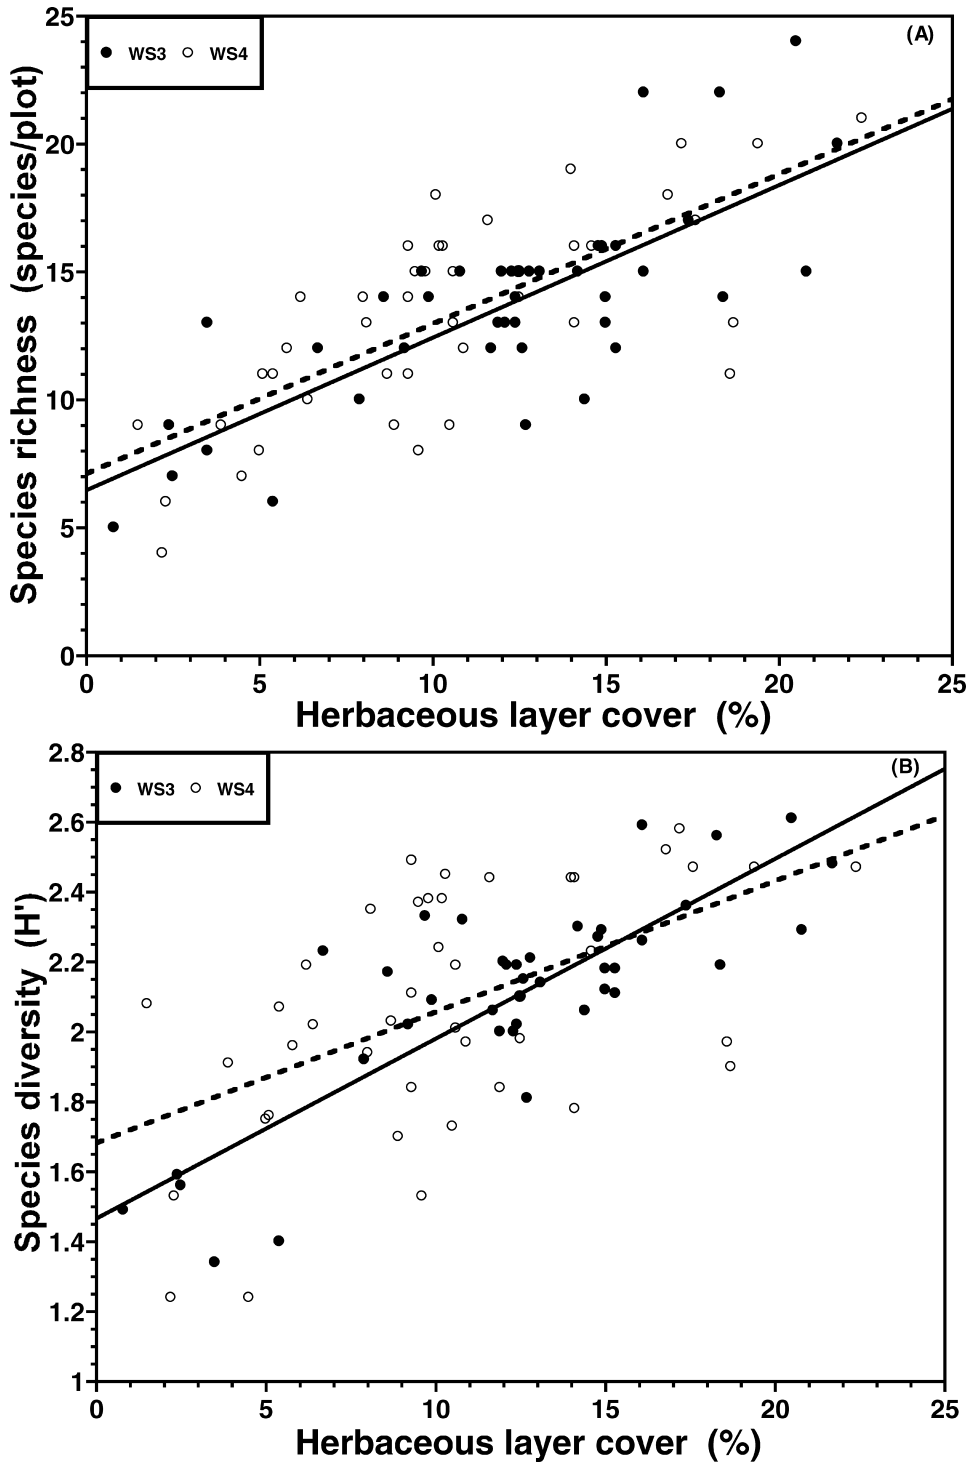 (A)
WS3 WS4
25
20
15
10
5
0
Species richness (species/plot)
0 5 10 15 20 25
Herbaceous layer cover (%)
(B)
WS3 WS4
2.8
2.6
2.4
2.2
2
1.8
1.6
1.4
1.2
1
Species diversity (H')
0 5 10 15 20 25
Herbaceous layer cover (%)